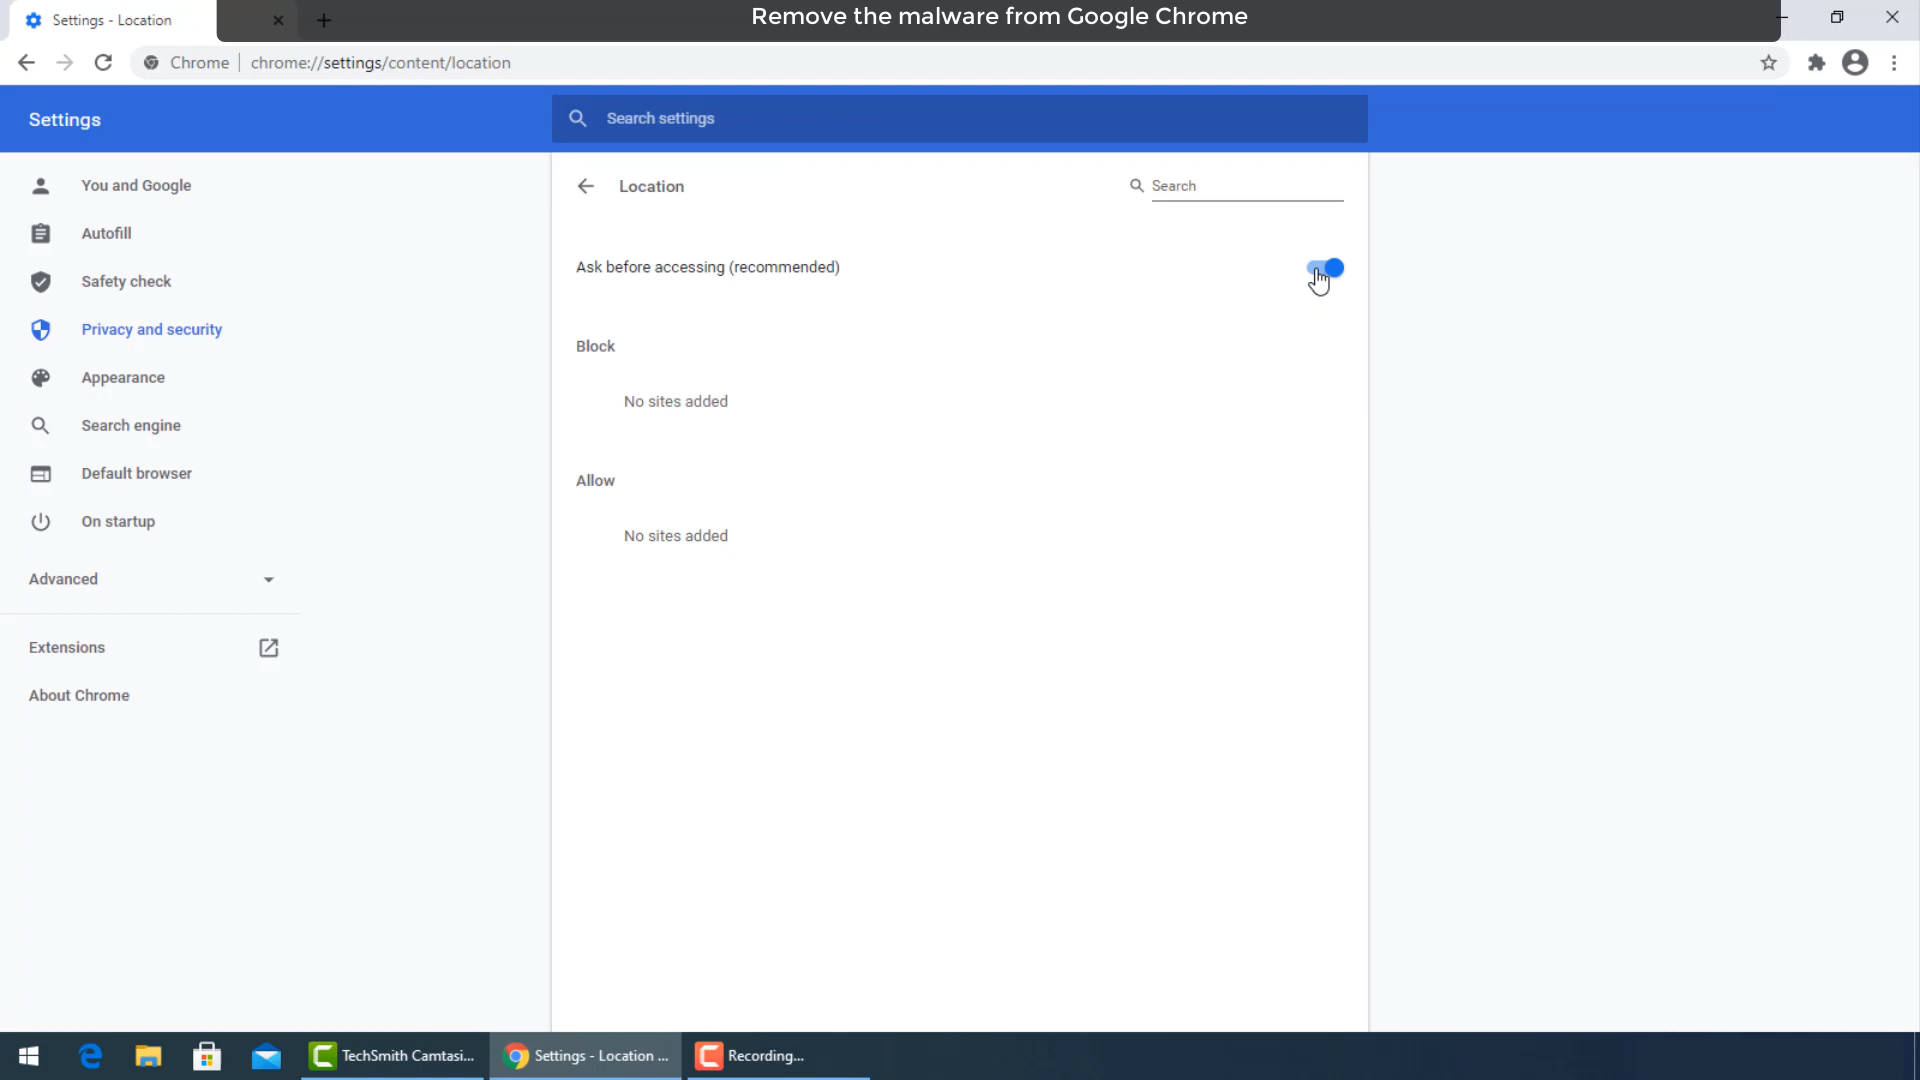 Settings - Location
Remove the malware from Google Chrome
Chrome
chrome://settings/content/location
Settings
Search settings
You and Google
Autofill
Safety check
Privacy and security
Appearance
Search engine
Default browser
On startup
Advanced
Extensions
About Chrome
Location
Search
Ask before accessing (recommended)
Block
No sites added
Allow
No sites added
TechSmith Camtasi...
Settings - Location ...
Recording...